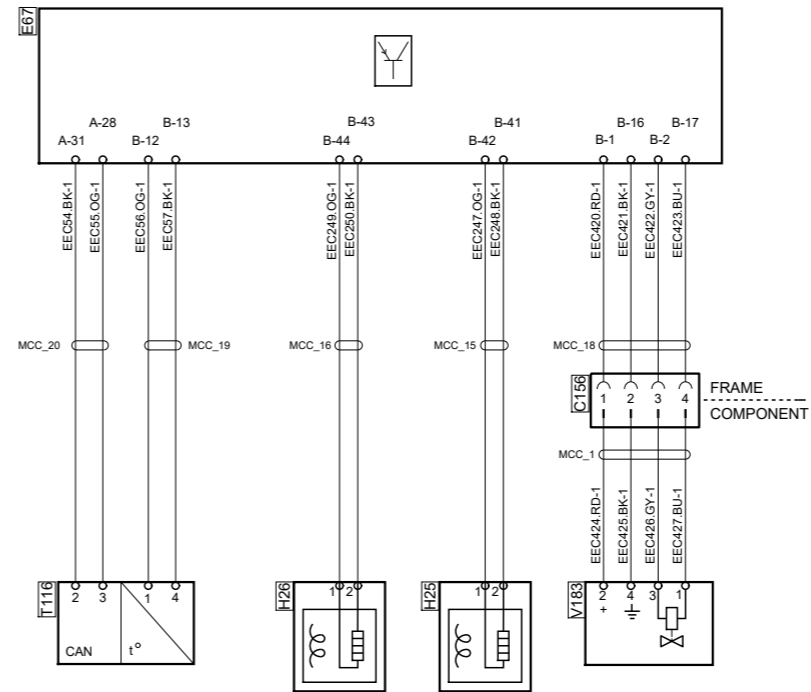 E67
A-28 B-13 B-43 B-41 B-16 B-17
A-31 B-12 B-44 B-42 B-1 B-2
EEC54.BK-1 EEC55.OG-1 EEC56.OG-1 EEC57.BK-1 EEC249.OG-1 EEC250.BK-1 EEC247.OG-1 EEC248.BK-1 EEC420.RD-1 EEC421.BK-1 EEC422.GY-1 EEC423.BU-1
MCC_20 MCC_19 MCC_16 MCC_15 MCC_18
C156 1 2 3 4 FRAME
COMPONENT
MCC_1
EEC424.RD-1 EEC425.BK-1 EEC426.GY-1 EEC427.BU-1
T116 2 3 1 4 H26 1 2 H25 1 2 V183 2 4 3 1
+
CAN t°